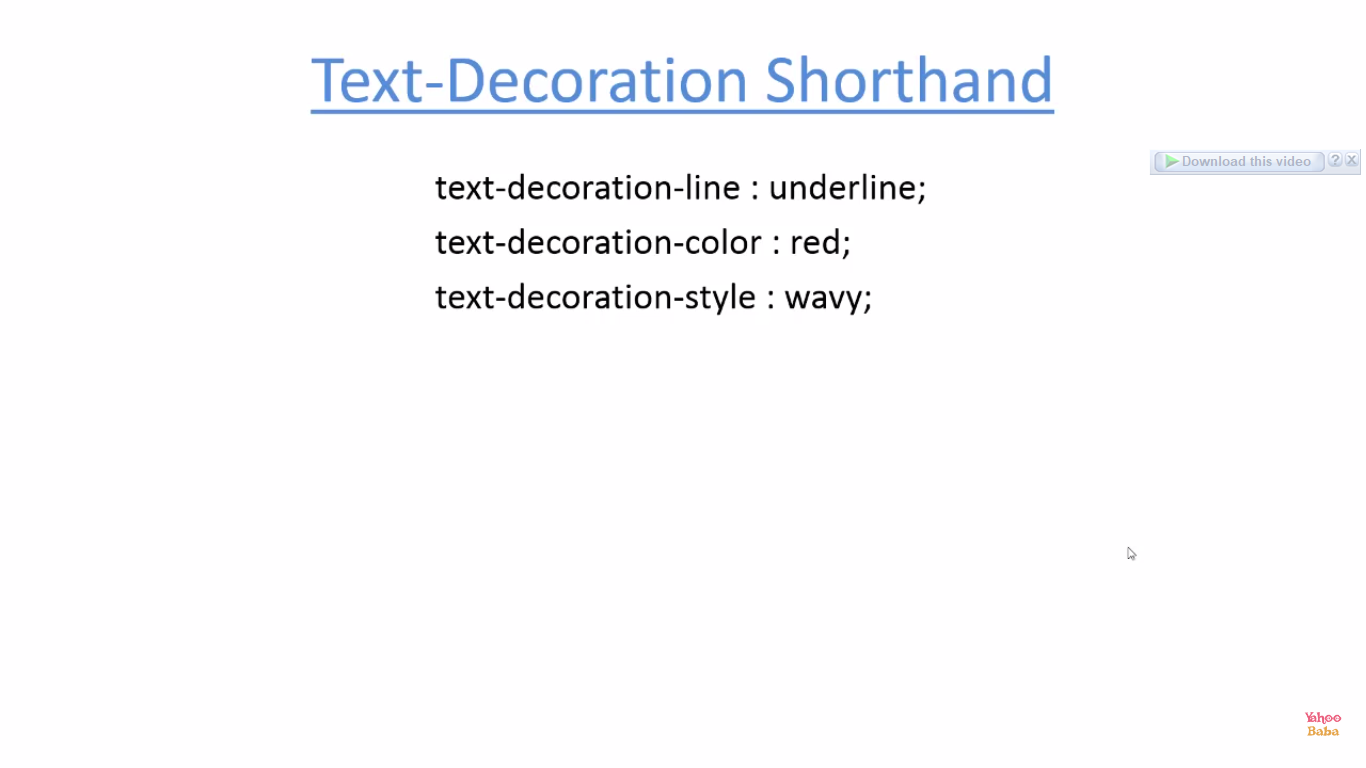 Text-Decoration Shorthand
Download this video ? X
text-decoration-line : underline;
text-decoration-color : red;
text-decoration-style : wavy;
Yahoo
Baba